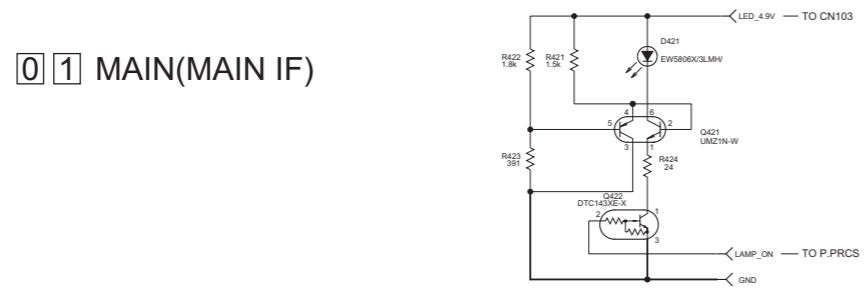 0 1 MAIN(MAIN IF)
LED_4.9V TO CN103
D421
EW5806X/3LMH/
R422
1.8k
R421
1.5k
4 6
5 2
Q421
UMZ1N-W
3 1
R423
391
R424
24
Q422
DTC143XE-X
2 1
3
LAMP_ON TO P.PRCS
GND